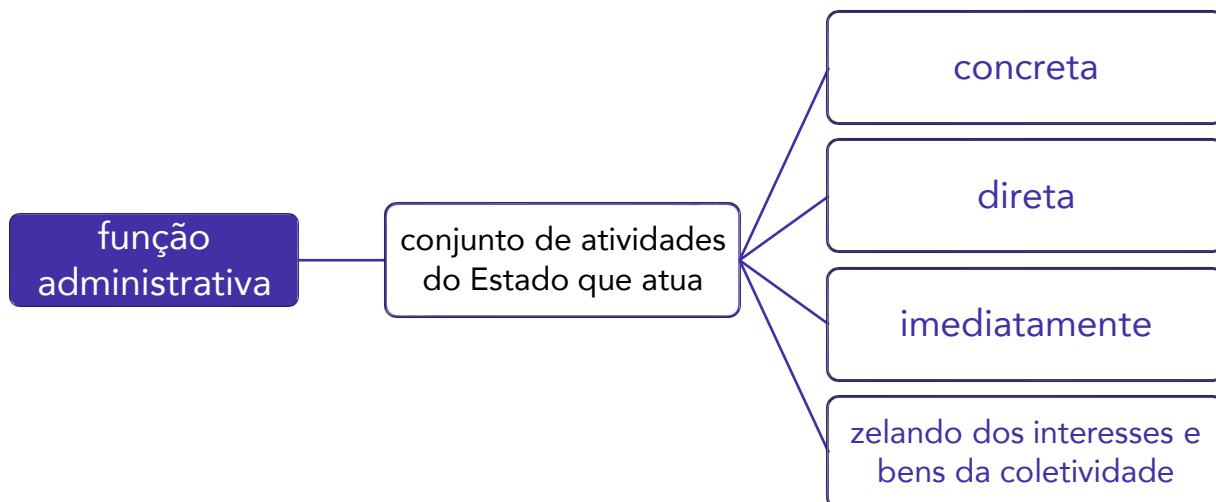 função
administrativa
conjunto de atividades
do Estado que atua
concreta
direta
imediatamente
zelando dos interesses e
bens da coletividade